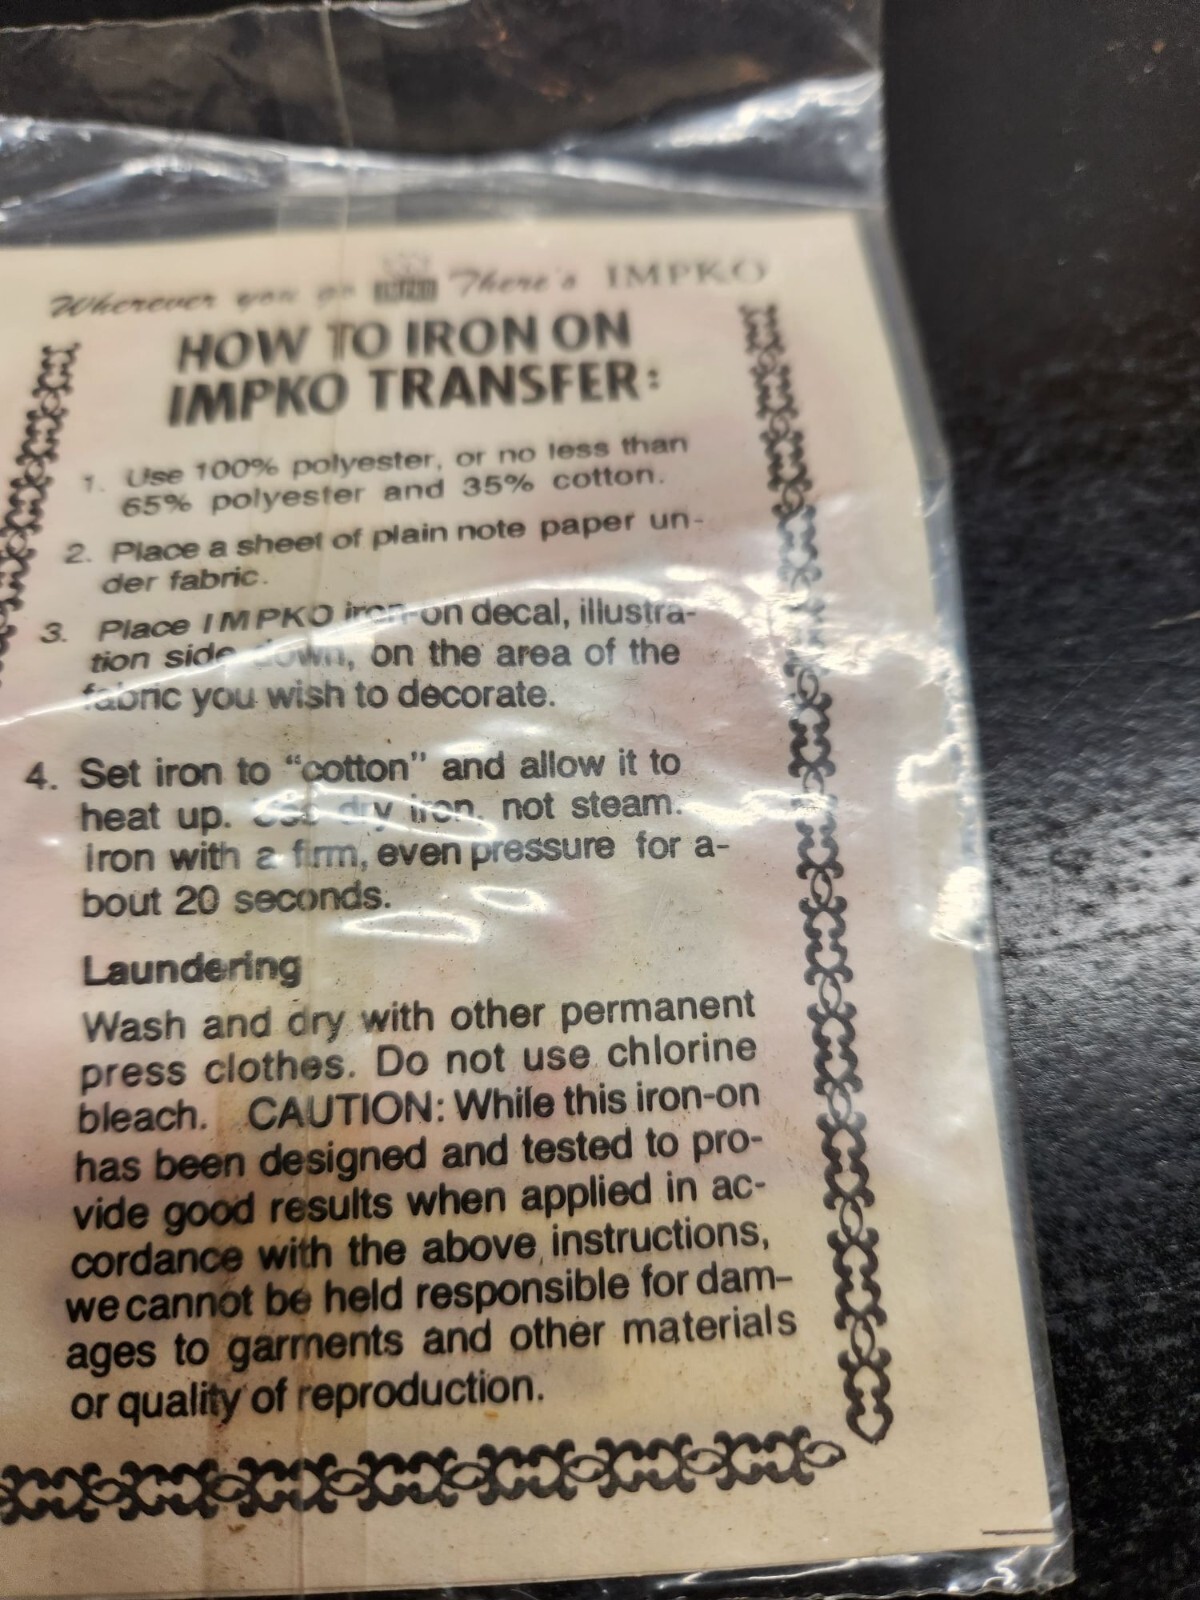 Wherever you go There's IMPKO
HOW TO IRON ON
IMPKO TRANSFER:
1. Use 100% polyester, or no less than
65% polyester and 35% cotton.
2. Place a sheet of plain note paper un-
der fabric.
3. Place IMPKO iron-on decal, illustra-
tion side down, on the area of the
fabric you wish to decorate.
4. Set iron to "cotton" and allow it to
heat up. Use dry iron, not steam.
Iron with a firm, even pressure for a-
bout 20 seconds.
Laundering
Wash and dry with other permanent
press clothes. Do not use chlorine
bleach. CAUTION: While this iron-on
has been designed and tested to pro-
vide good results when applied in ac-
cordance with the above instructions,
we cannot be held responsible for dam-
ages to garments and other materials
or quality of reproduction.